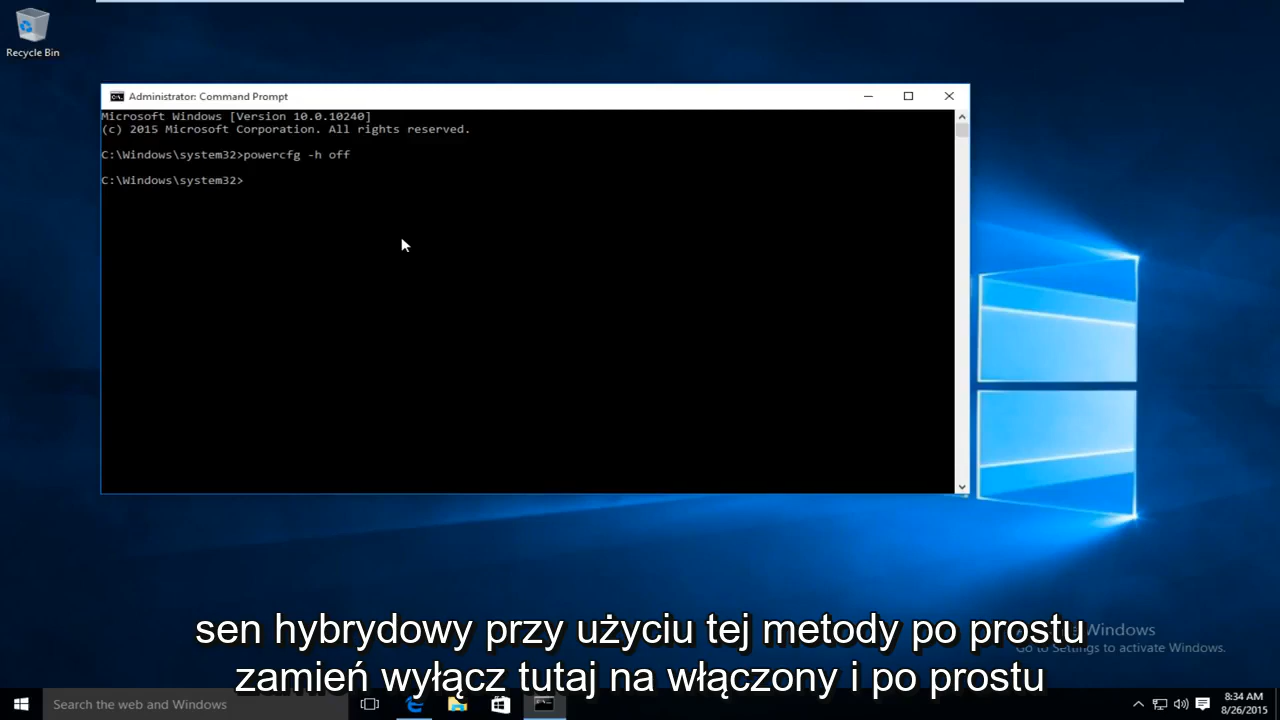 Recycle Bin
Administrator: Command Prompt
Microsoft Windows [Version 10.0.10240]
(c) 2015 Microsoft Corporation. All rights reserved.
C:\Windows\system32>powercfg -h off
C:\Windows\system32>
sen hybrydowy przy użyciu tej metody po prostu
zamień wyłącz tutaj na włączony i po prostu
Windows
Go to Settings to activate Windows.
Search the web and Windows
8:34 AM
8/26/2015